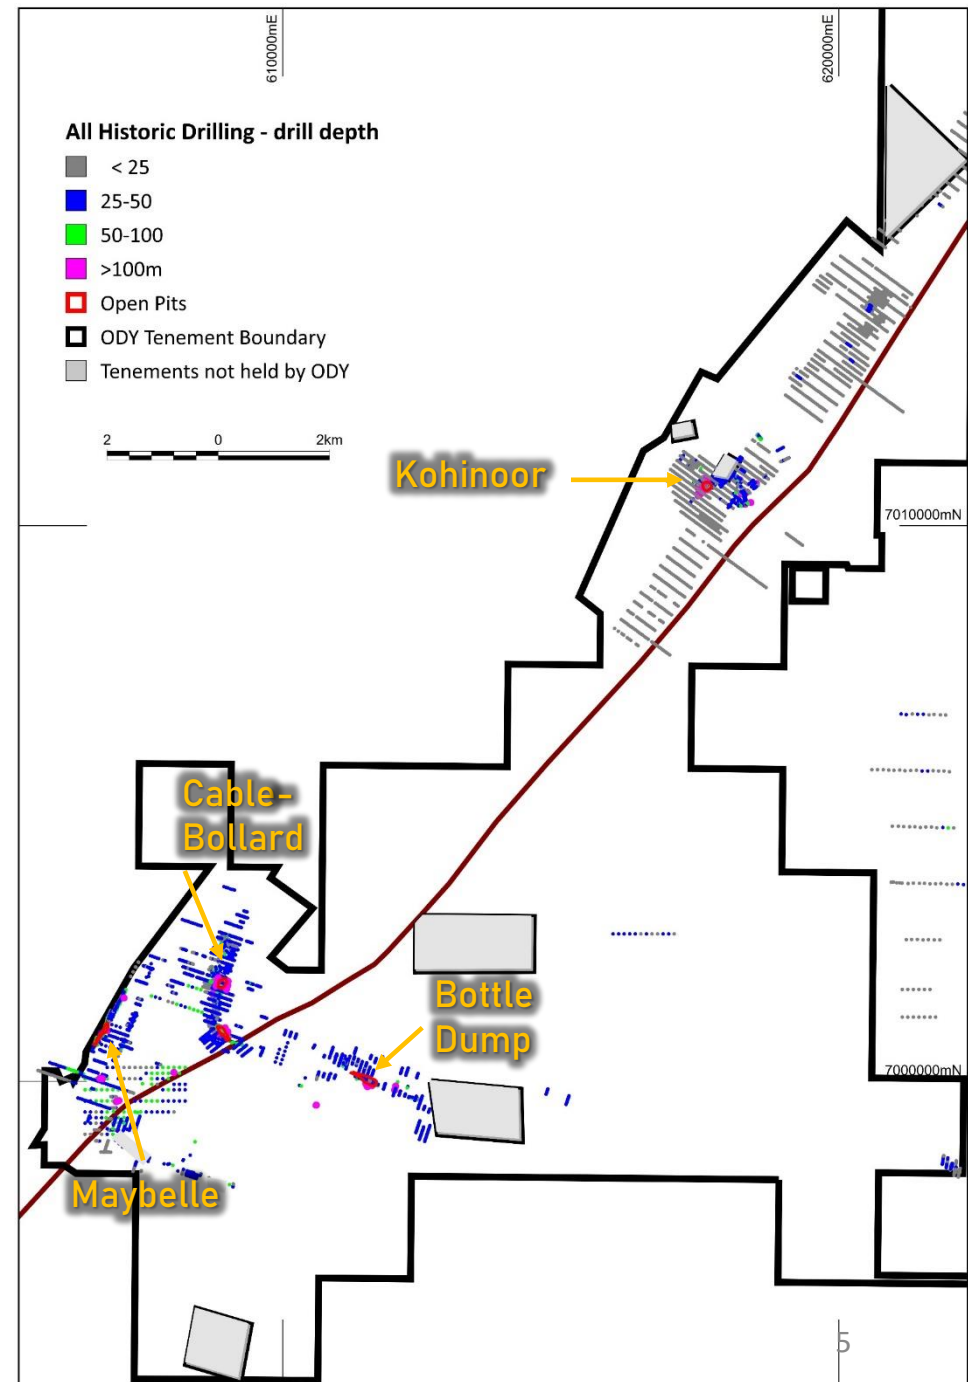 610000mE
620000mE
All Historic Drilling - drill depth
< 25
25-50
50-100
>100m
Open Pits
ODY Tenement Boundary
Tenements not held by ODY
2 0 2km
Kohinoor
7010000mN
Cable-
Bollard
Bottle
Dump
7000000mN
Maybelle
5